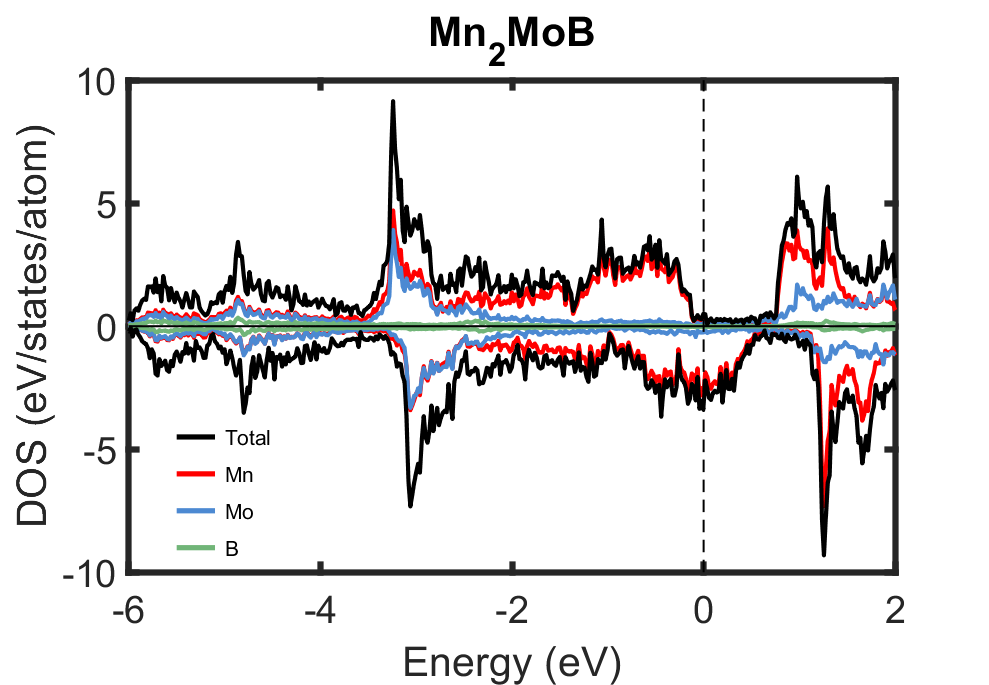 Mn2MoB
10
5
0
-5
-10
DOS (eV/states/atom)
Total
Mn
Mo
B
-6 -4 -2 0 2
Energy (eV)